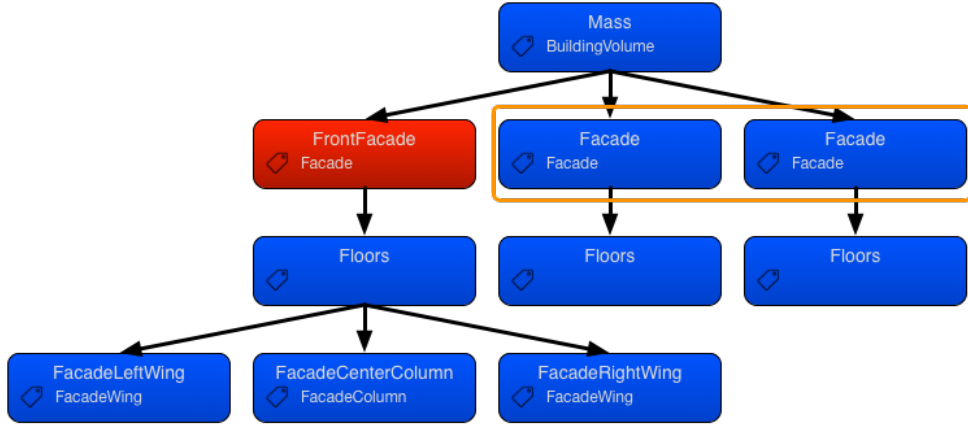 Mass
BuildingVolume
FrontFacade
Facade
Facade
Facade
Facade
Facade
Floors
Floors
Floors
FacadeLeftWing
FacadeWing
FacadeCenterColumn
FacadeColumn
FacadeRightWing
FacadeWing